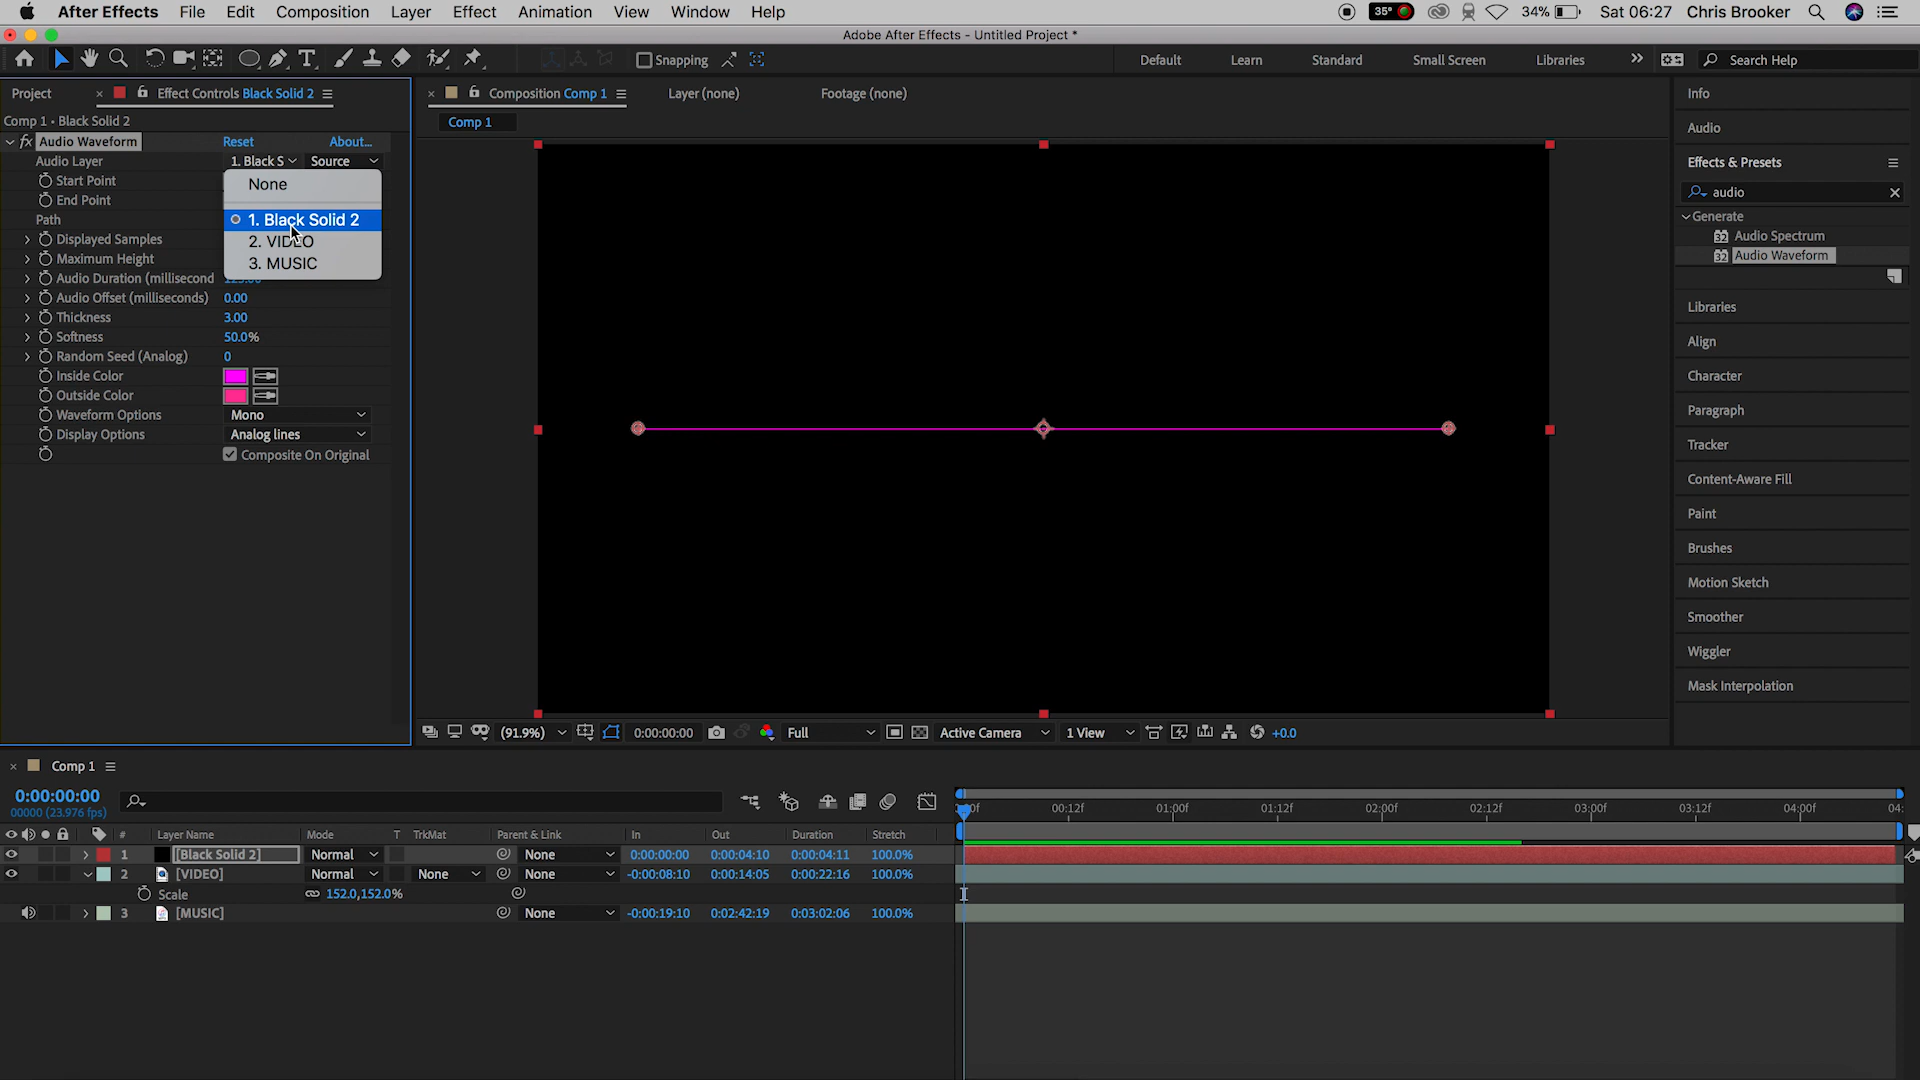 After Effects File Edit Composition Layer Effect Animation View Window Help
35° 34% Sat 06:27 Chris Brooker
Adobe After Effects - Untitled Project *
Snapping Default Learn Standard Small Screen Libraries Search Help
Project Effect Controls Black Solid 2 Composition Comp 1 Layer (none) Footage (none)
Comp 1 • Black Solid 2
Comp 1
fx Audio Waveform Reset About...
Audio Layer 1. Black S Source
Start Point
End Point
Path
Displayed Samples
Maximum Height
Audio Duration (millisecond
Audio Offset (milliseconds) 0.00
Thickness 3.00
Softness 50.0%
Random Seed (Analog) 0
Inside Color
Outside Color
Waveform Options Mono
Display Options Analog lines
Composite On Original
None
1. Black Solid 2
2. VIDEO
3. MUSIC
Info
Audio
Effects & Presets
audio
Generate
32 Audio Spectrum
32 Audio Waveform
Libraries
Align
Character
Paragraph
Tracker
Content-Aware Fill
Paint
Brushes
Motion Sketch
Smoother
Wiggler
Mask Interpolation
(91.9%) 0:00:00:00 Full Active Camera 1 View +0.0
Comp 1
0:00:00:00
00000 (23.976 fps)
00:12f 01:00f 01:12f 02:00f 02:12f 03:00f 03:12f 04:00f 04:
# Layer Name Mode T TrkMat Parent & Link In Out Duration Stretch
1 [Black Solid 2] Normal None 0:00:00:00 0:00:04:10 0:00:04:11 100.0%
2 [VIDEO] Normal None None -0:00:08:10 0:00:14:05 0:00:22:16 100.0%
Scale 152.0,152.0%
3 [MUSIC] None -0:00:19:10 0:02:42:19 0:03:02:06 100.0%